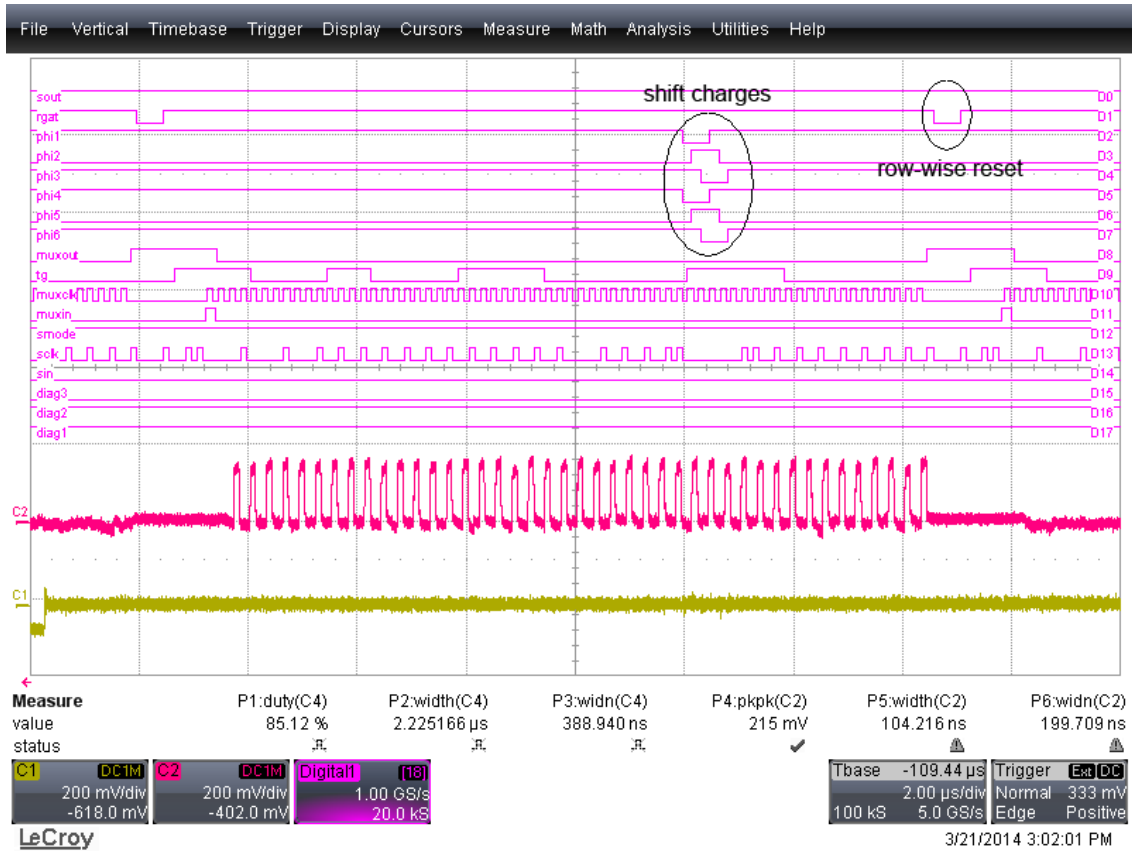 File Vertical Timebase Trigger Display Cursors Measure Math Analysis Utilities Help
shift charges
sout D0
rgat D1
phi1 D2
phi2 D3
phi3 D4
row-wise reset
phi4 D5
phi5 D6
phi6 D7
muxout D8
tg D9
muxclk D10
muxin D11
smode D12
sclk D13
sin D14
diag3 D15
diag2 D16
diag1 D17
C2
C1
Measure P1:duty(C4) P2:width(C4) P3:widn(C4) P4:pkpk(C2) P5:width(C2) P6:widn(C2)
value 85.12 % 2.225166 µs 388.940 ns 215 mV 104.216 ns 199.709 ns
status
C1 DC1M C2 DC1M Digital1 (18) Tbase -109.44 µs Trigger Ext DC
200 mV/div 200 mV/div 1.00 GS/s 2.00 µs/div Normal 333 mV
-618.0 mV -402.0 mV 20.0 kS 100 kS 5.0 GS/s Edge Positive
LeCroy 3/21/2014 3:02:01 PM